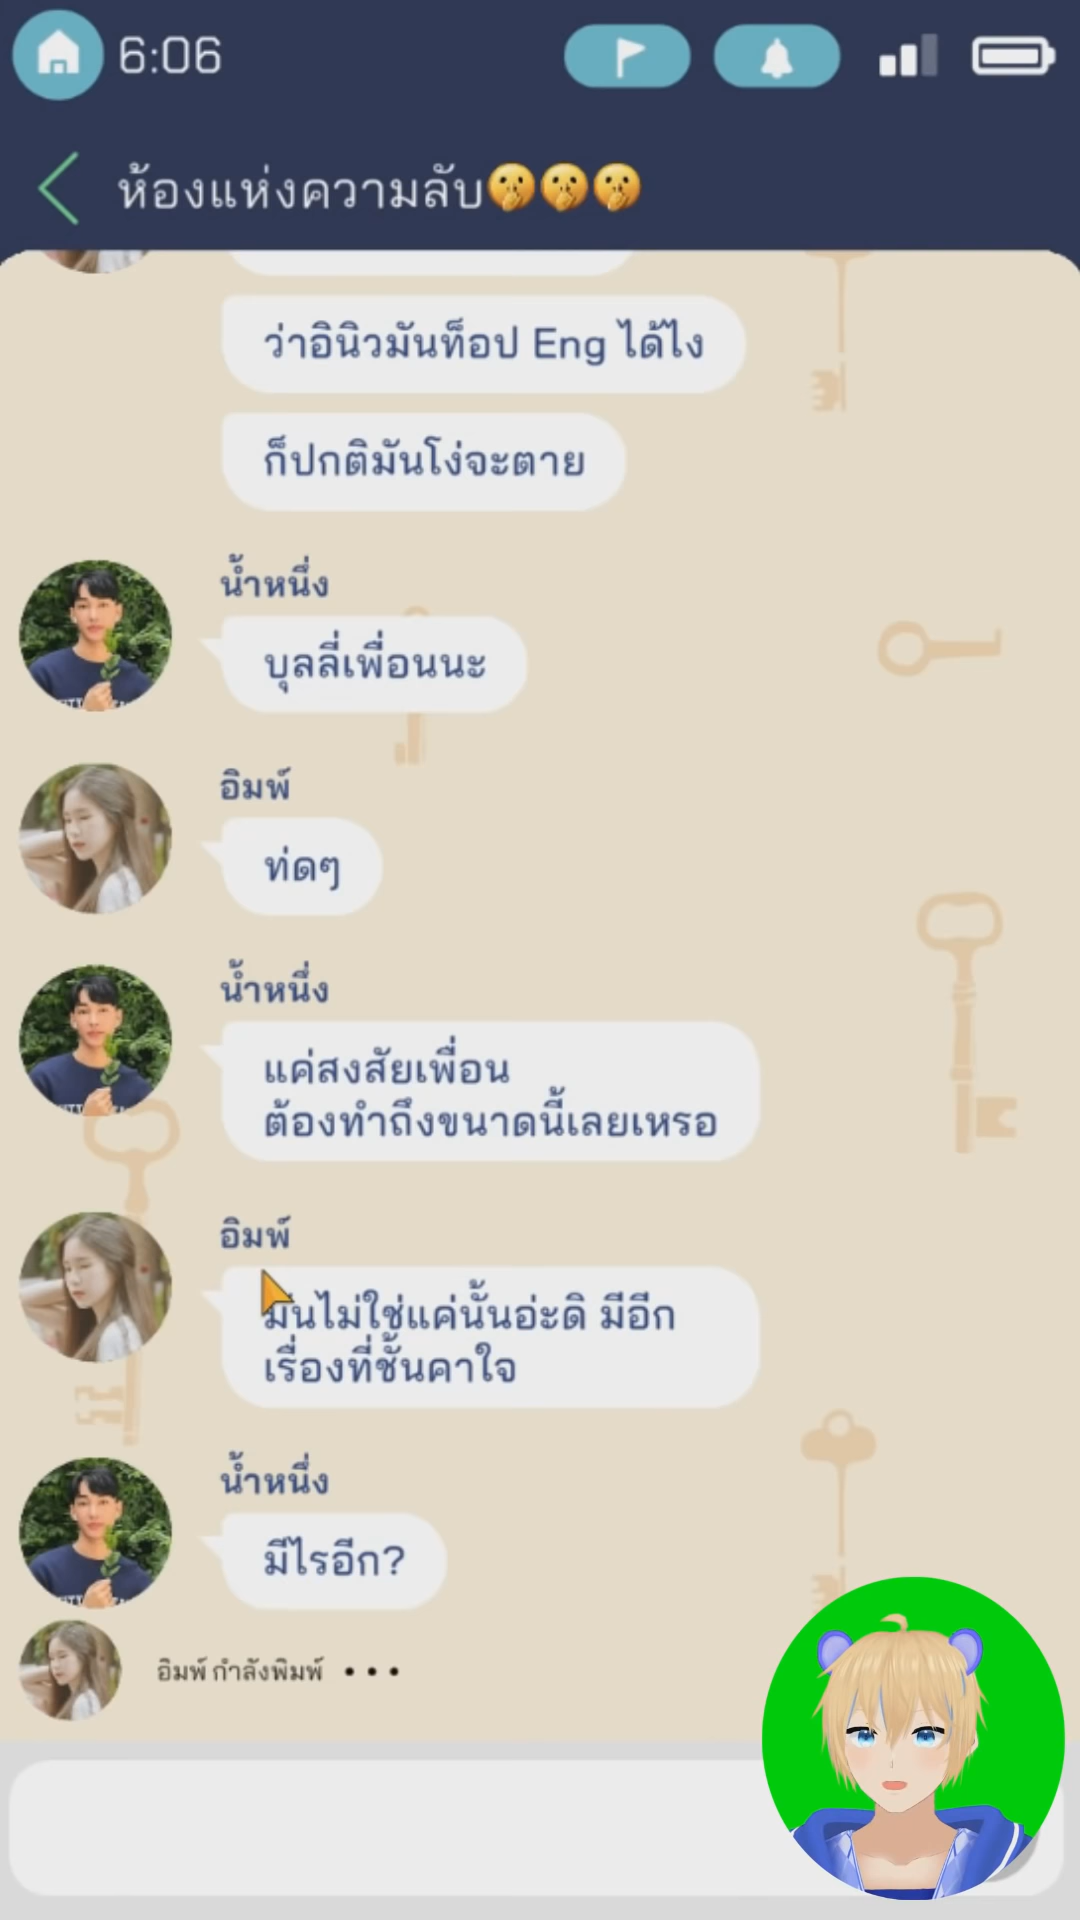 6:06
ห้องแห่งความลับ🤫🤫🤫
ว่าอินิวมันท็อป Eng ได้ไง
ก็ปกติมันโง่จะตาย
น้ำหนึ่ง
บุลลี่เพื่อนนะ
อิมพ์
ท่ดๆ
น้ำหนึ่ง
แค่สงสัยเพื่อน
ต้องทำถึงขนาดนี้เลยเหรอ
อิมพ์
มันไม่ใช่แค่นั้นอ่ะดิ มีอีก
เรื่องที่ชั้นคาใจ
น้ำหนึ่ง
มีไรอีก?
อิมพ์ กำลังพิมพ์ •••